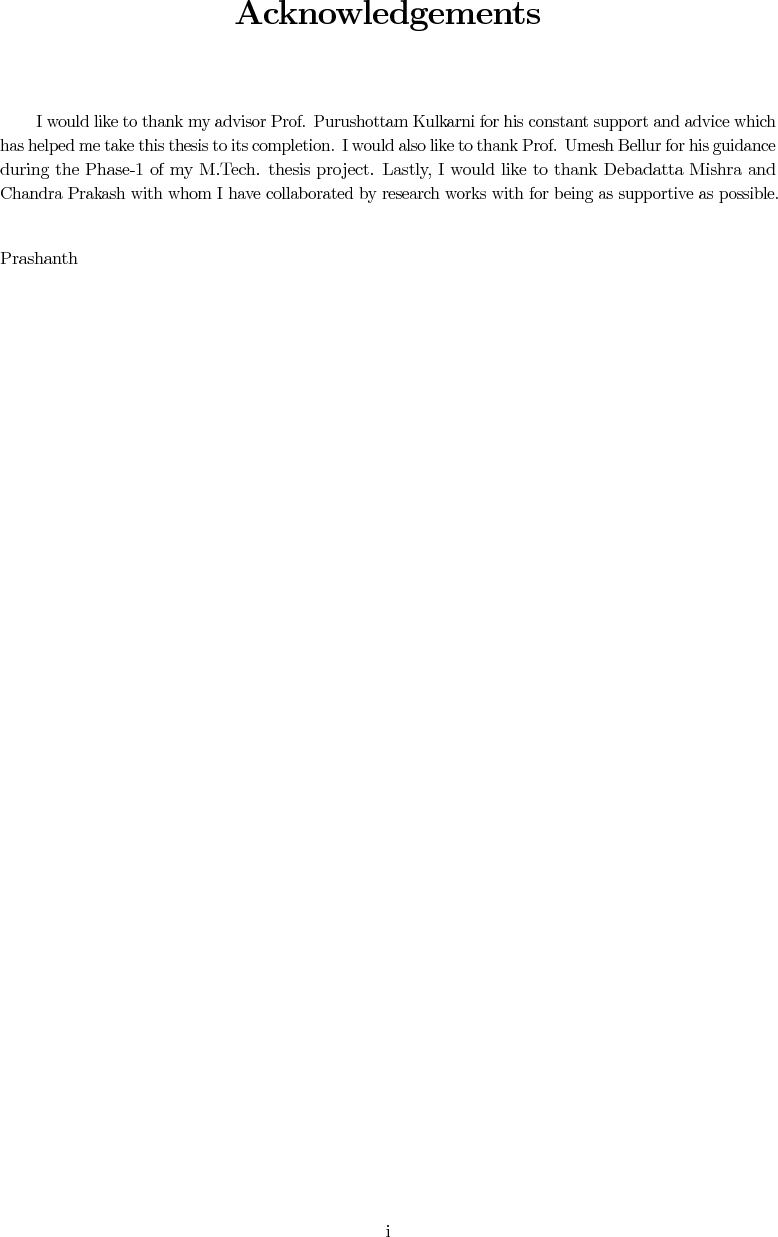 Acknowledgements
I would like to thank my advisor Prof. Purushottam Kulkarni for his constant support and advice which
has helped me take this thesis to its completion. I would also like to thank Prof. Umesh Bellur for his guidance
during the Phase-1 of my M.Tech. thesis project. Lastly, I would like to thank Debadatta Mishra and
Chandra Prakash with whom I have collaborated by research works with for being as supportive as possible.
Prashanth
i